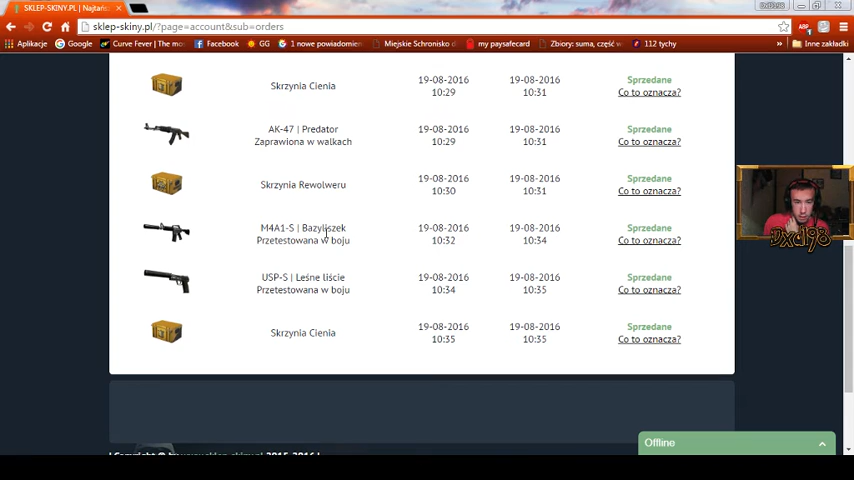 SKLEP-SKINY.PL | Najtańs
sklep-skiny.pl/?page=account&sub=orders
Aplikacje Google Curve Fever | The mo Facebook GG 1 nowe powiadomien Miejskie Schronisko d my paysafecard Zbiory: suma, część w 112 tychy » Inne zakładki
Skrzynia Cienia 19-08-2016 10:29 19-08-2016 10:31 Sprzedane Co to oznacza?
AK-47 | Predator
Zaprawiona w walkach
19-08-2016 10:29 19-08-2016 10:31 Sprzedane Co to oznacza?
Skrzynia Rewolweru 19-08-2016 10:30 19-08-2016 10:31 Sprzedane Co to oznacza?
M4A1-S | Bazyliszek
Przetestowana w boju
19-08-2016 10:32 19-08-2016 10:34 Sprzedane Co to oznacza?
USP-S | Leśne liście
Przetestowana w boju
19-08-2016 10:34 19-08-2016 10:35 Sprzedane Co to oznacza?
Skrzynia Cienia 19-08-2016 10:35 19-08-2016 10:35 Sprzedane Co to oznacza?
Dxd198
Offline